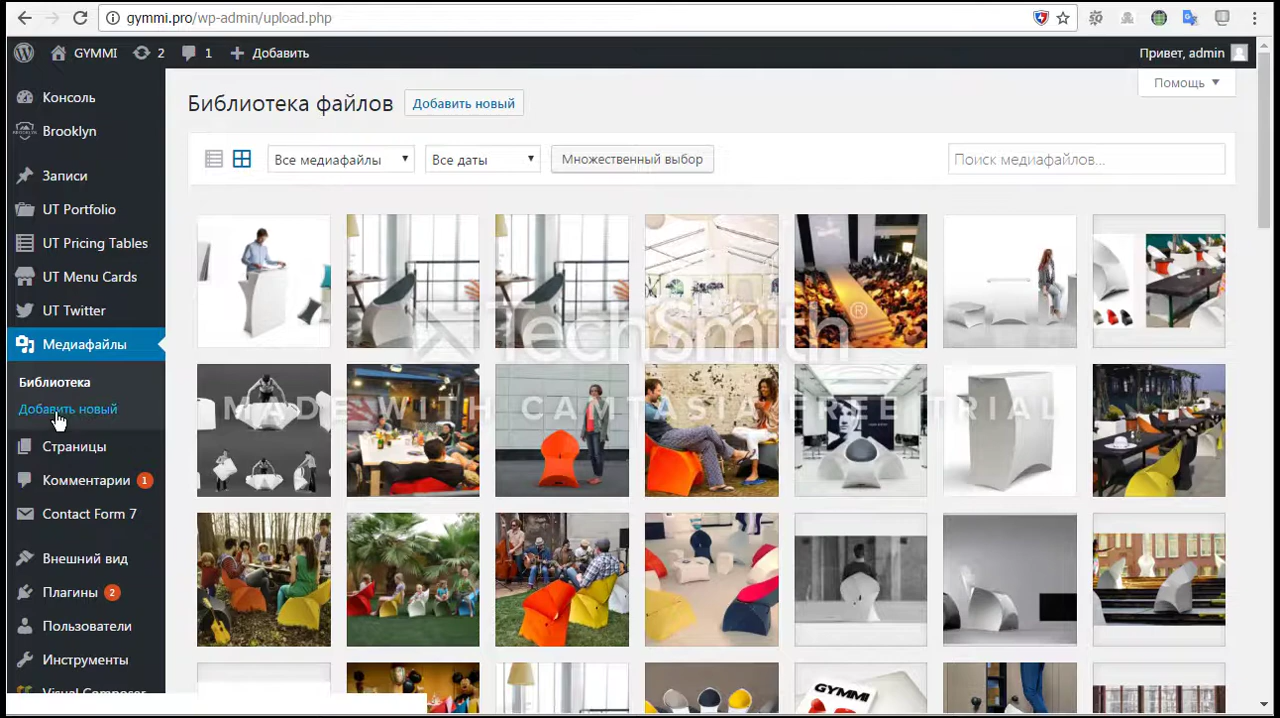 gymmi.pro/wp-admin/upload.php
GYMMI 2 1 Добавить
Привет, admin
Помощь
Консоль
Brooklyn
Записи
UT Portfolio
UT Pricing Tables
UT Menu Cards
UT Twitter
Медиафайлы
Библиотека
Добавить новый
Страницы
Комментарии 1
Contact Form 7
Внешний вид
Плагины 2
Пользователи
Инструменты
Visual Composer
Библиотека файлов Добавить новый
Все медиафайлы Все даты Множественный выбор Поиск медиафайлов...
TechSmith®
MADE WITH CAMTASIA FREE TRIAL
GYMMI